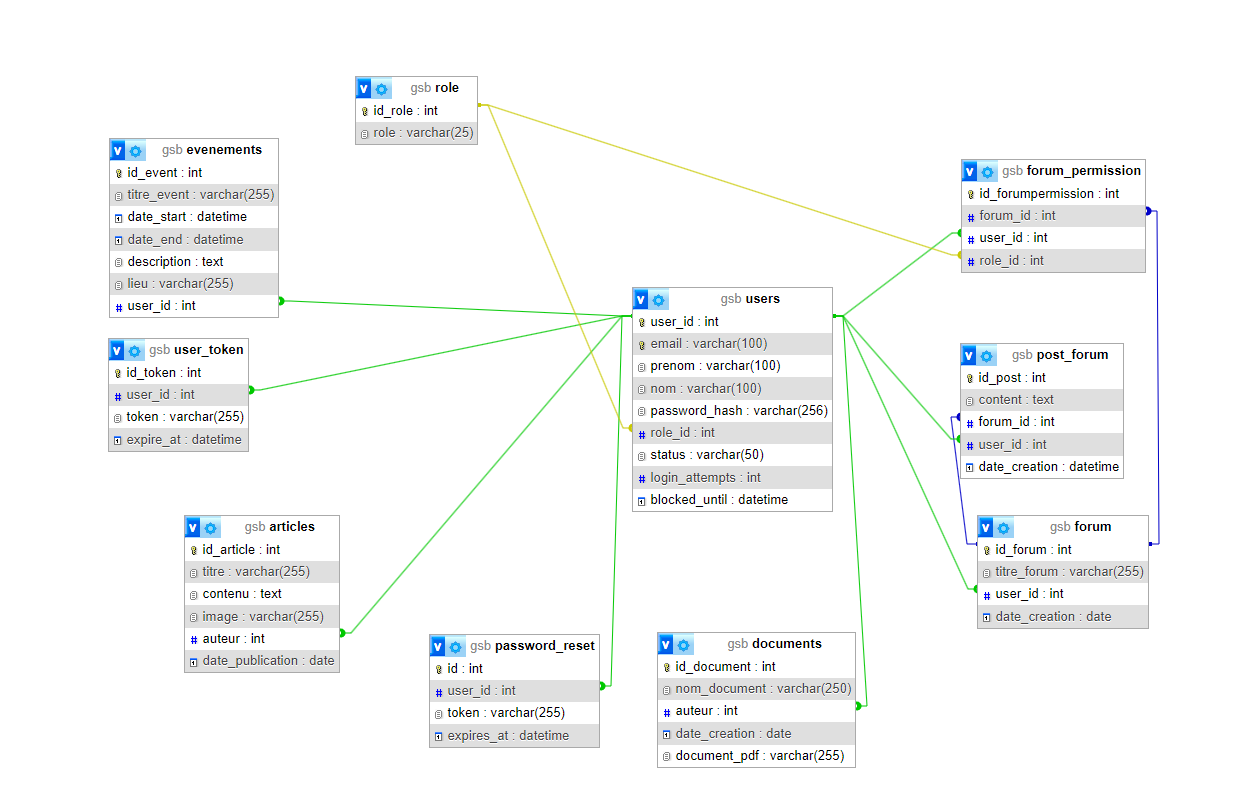 gsb role
id_role : int
role : varchar(25)
gsb evenements
id_event : int
titre_event : varchar(255)
date_start : datetime
date_end : datetime
description : text
lieu : varchar(255)
user_id : int
gsb forum_permission
id_forumpermission : int
forum_id : int
user_id : int
role_id : int
gsb users
user_id : int
email : varchar(100)
prenom : varchar(100)
nom : varchar(100)
password_hash : varchar(256)
role_id : int
status : varchar(50)
login_attempts : int
blocked_until : datetime
gsb user_token
id_token : int
user_id : int
token : varchar(255)
expire_at : datetime
gsb post_forum
id_post : int
content : text
forum_id : int
user_id : int
date_creation : datetime
gsb articles
id_article : int
titre : varchar(255)
contenu : text
image : varchar(255)
auteur : int
date_publication : date
gsb forum
id_forum : int
titre_forum : varchar(255)
user_id : int
date_creation : date
gsb password_reset
id : int
user_id : int
token : varchar(255)
expires_at : datetime
gsb documents
id_document : int
nom_document : varchar(250)
auteur : int
date_creation : date
document_pdf : varchar(255)